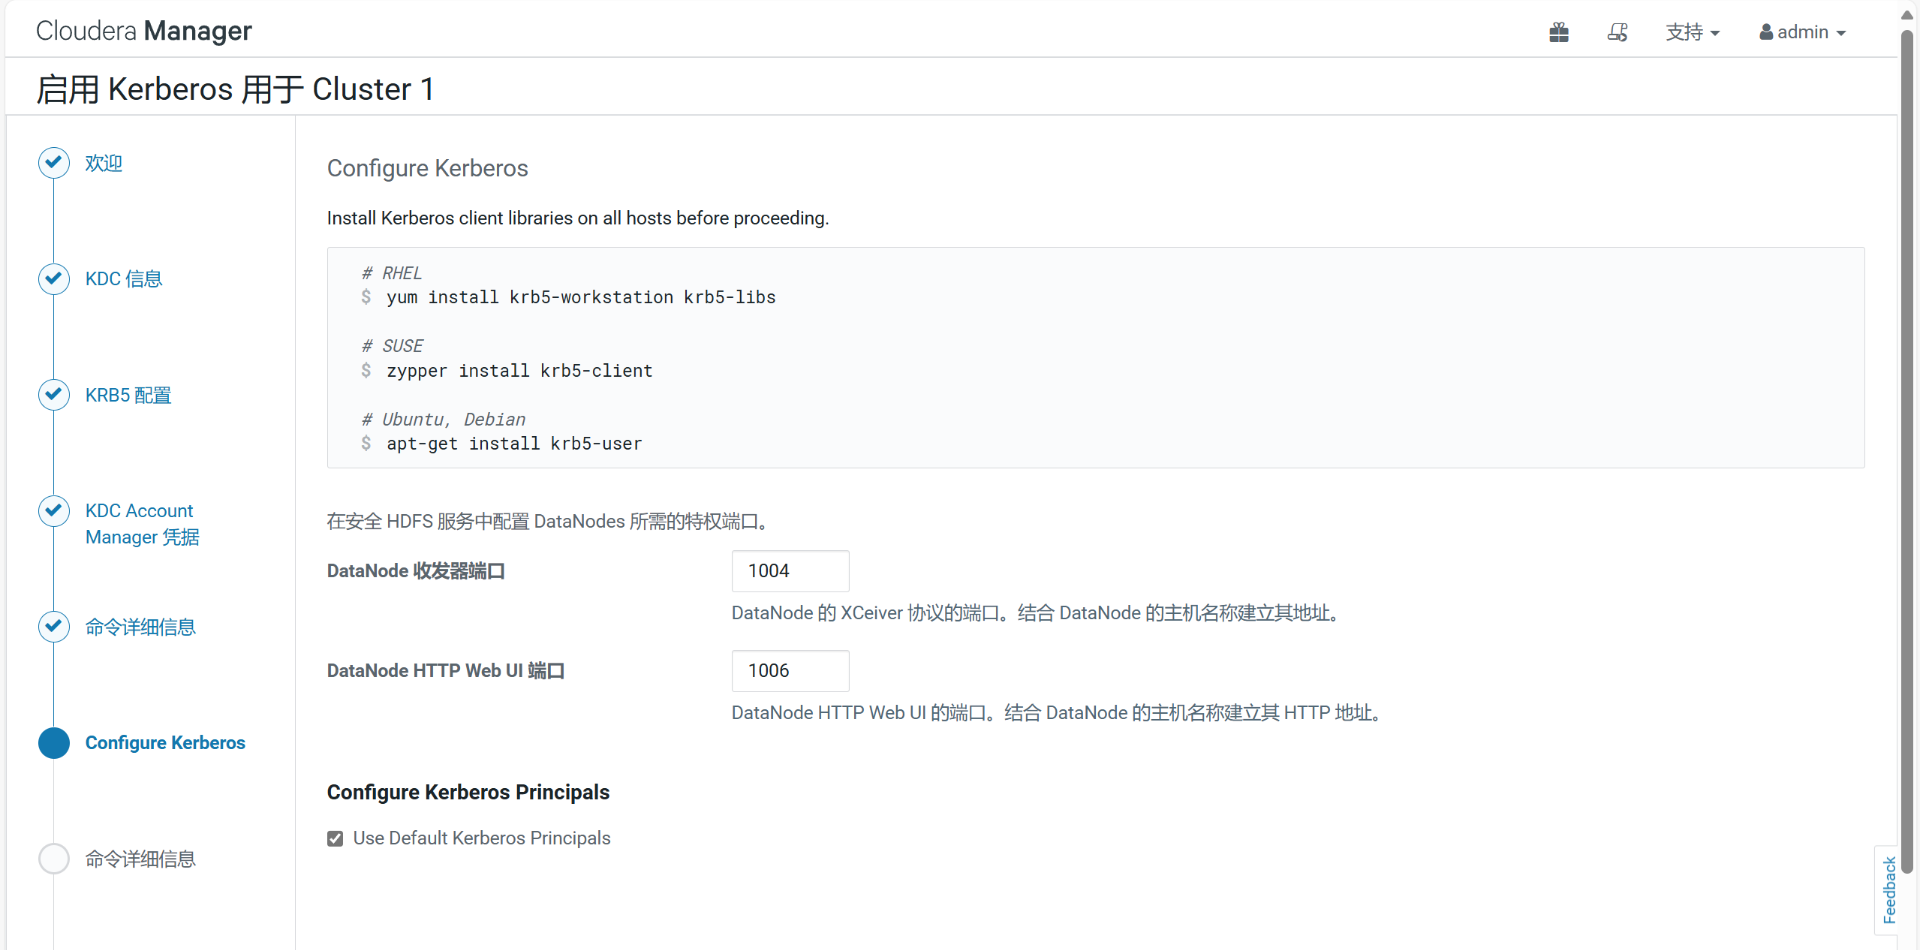 Cloudera Manager
支持
admin
启用 Kerberos 用于 Cluster 1
欢迎
KDC 信息
KRB5 配置
KDC Account
Manager 凭据
命令详细信息
Configure Kerberos
命令详细信息
Configure Kerberos
Install Kerberos client libraries on all hosts before proceeding.
# RHEL
$ yum install krb5-workstation krb5-libs
# SUSE
$ zypper install krb5-client
# Ubuntu, Debian
$ apt-get install krb5-user
在安全 HDFS 服务中配置 DataNodes 所需的特权端口。
DataNode 收发器端口
1004
DataNode 的 XCeiver 协议的端口。结合 DataNode 的主机名称建立其地址。
DataNode HTTP Web UI 端口
1006
DataNode HTTP Web UI 的端口。结合 DataNode 的主机名称建立其 HTTP 地址。
Configure Kerberos Principals
Use Default Kerberos Principals
Feedback